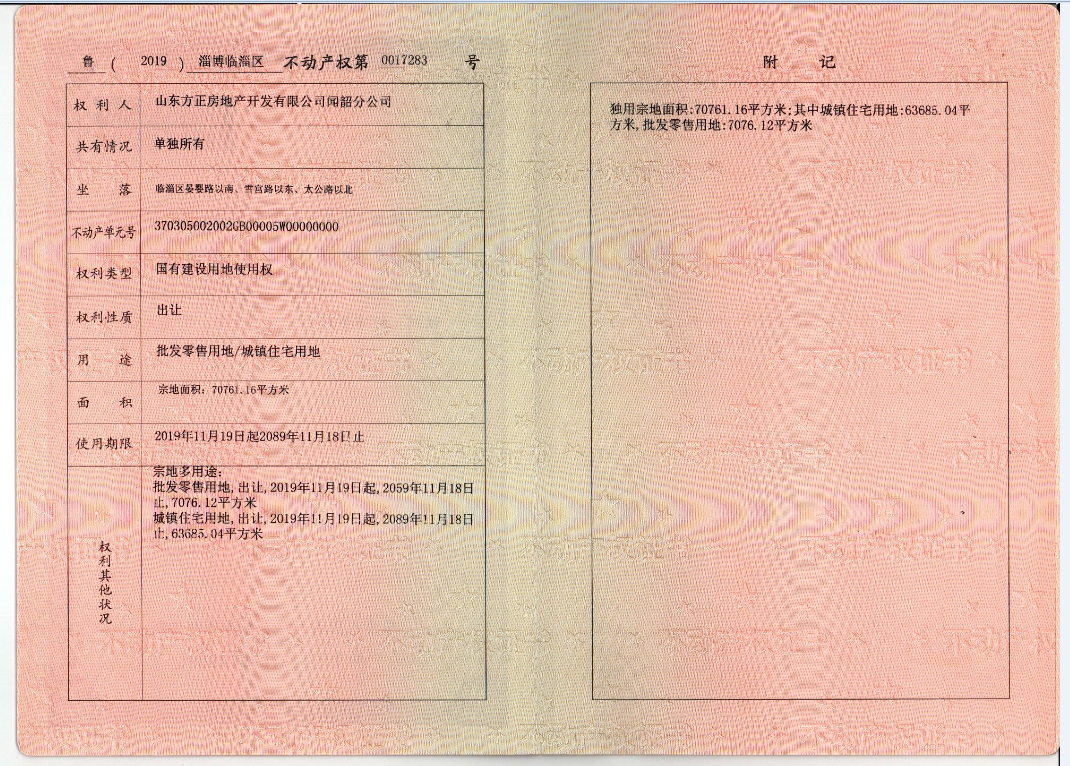 鲁 ( 2019 ) 淄博临淄区 不动产权第 0017283 号
权利人 山东方正房地产开发有限公司闻韶分公司
共有情况 单独所有
坐落 临淄区晏婴路以南、雪宫路以东、太公路以北
不动产单元号 370305002002GB00005W00000000
权利类型 国有建设用地使用权
权利性质 出让
用途 批发零售用地/城镇住宅用地
面积 宗地面积：70761.16平方米
使用期限 2019年11月19日起2089年11月18日止
权利其他状况
宗地多用途：
批发零售用地,出让,2019年11月19日起,2059年11月18日
止,7076.12平方米
城镇住宅用地,出让,2019年11月19日起,2089年11月18日
止,63685.04平方米
附记
独用宗地面积:70761.16平方米;其中城镇住宅用地:63685.04平
方米,批发零售用地:7076.12平方米